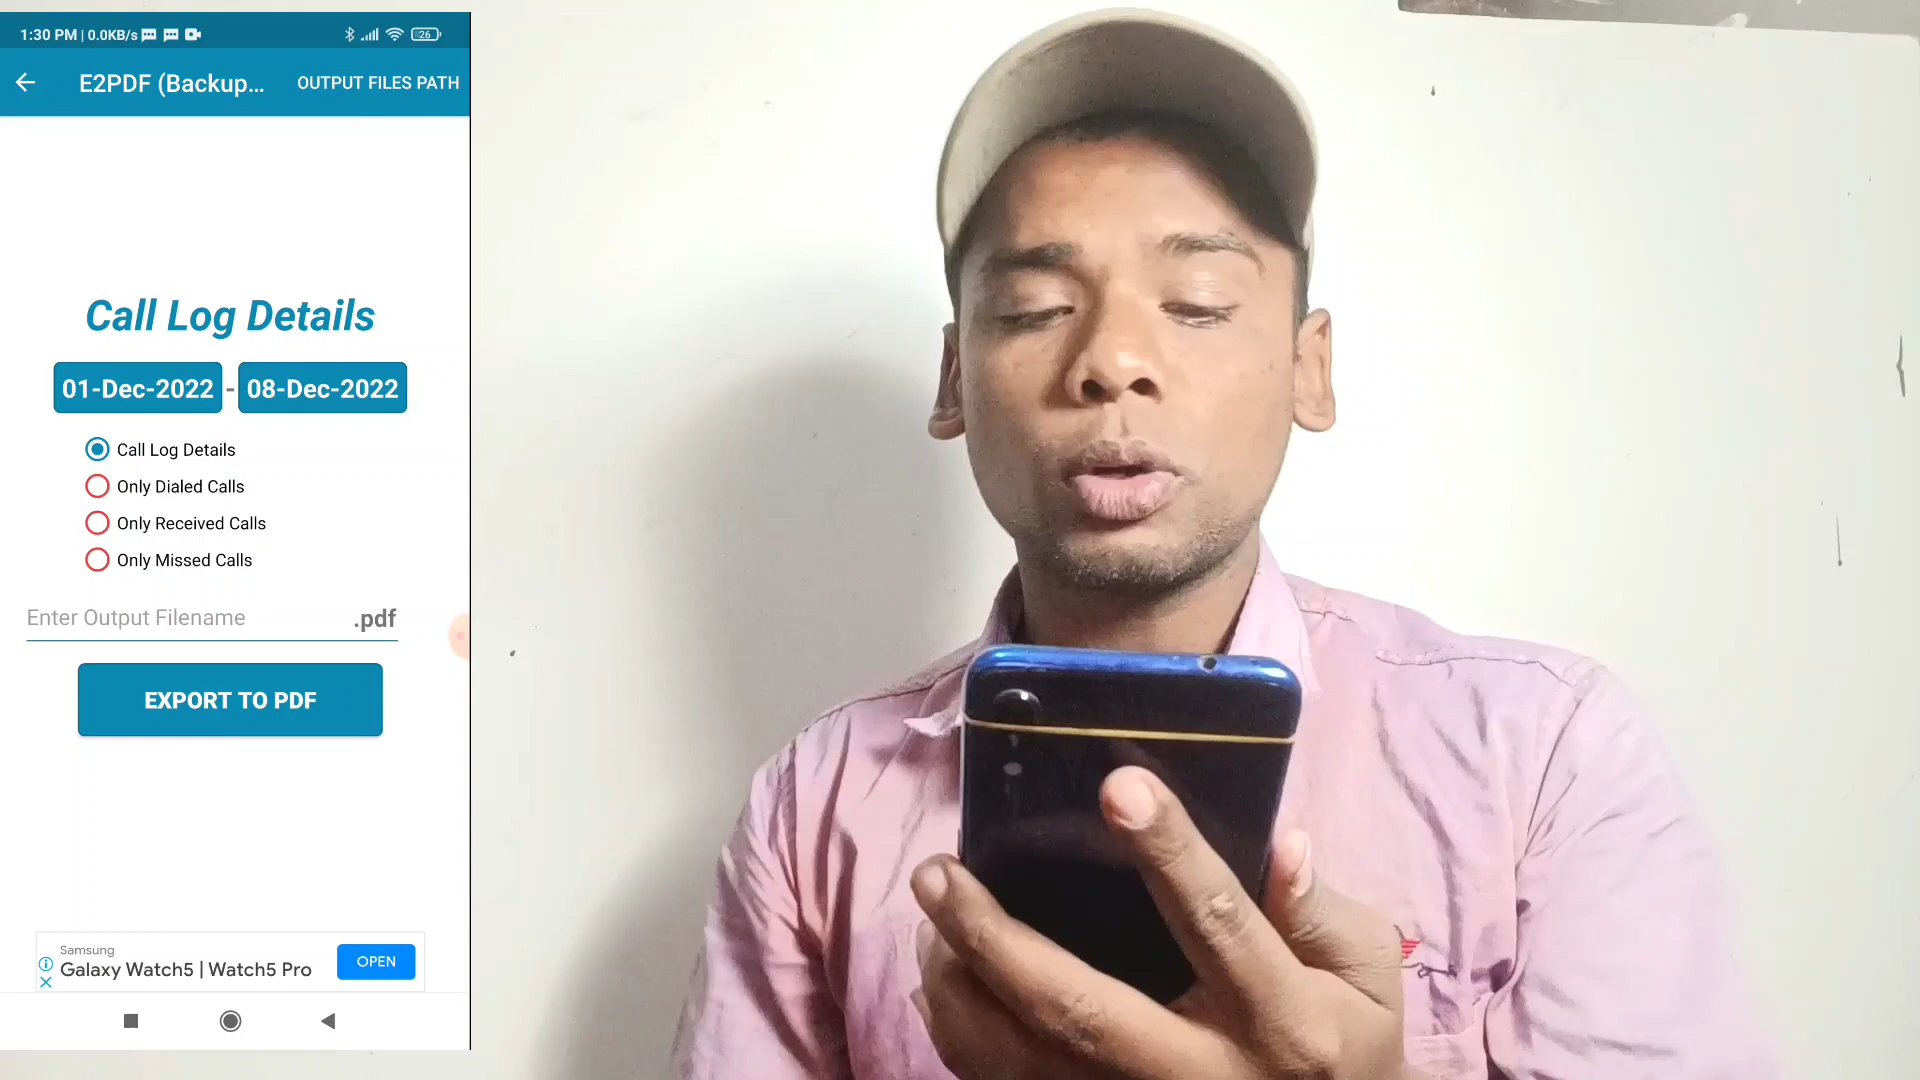 1:30 PM | 0.0KB/s
26
E2PDF (Backup...
OUTPUT FILES PATH
Call Log Details
01-Dec-2022 - 08-Dec-2022
Call Log Details
Only Dialed Calls
Only Received Calls
Only Missed Calls
Enter Output Filename
.pdf
EXPORT TO PDF
Samsung
Galaxy Watch5 | Watch5 Pro
OPEN